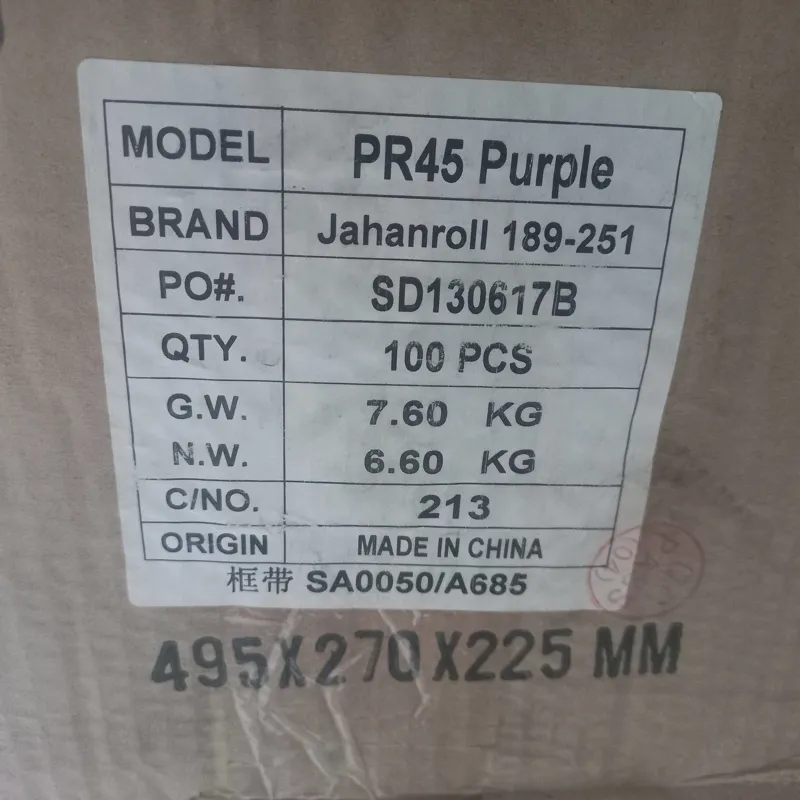 MODEL PR45 Purple
BRAND Jahanroll 189-251
PO#. SD130617B
QTY. 100 PCS
G.W. 7.60 KG
N.W. 6.60 KG
C/NO. 213
ORIGIN MADE IN CHINA
框带 SA0050/A685
495X270X225 MM